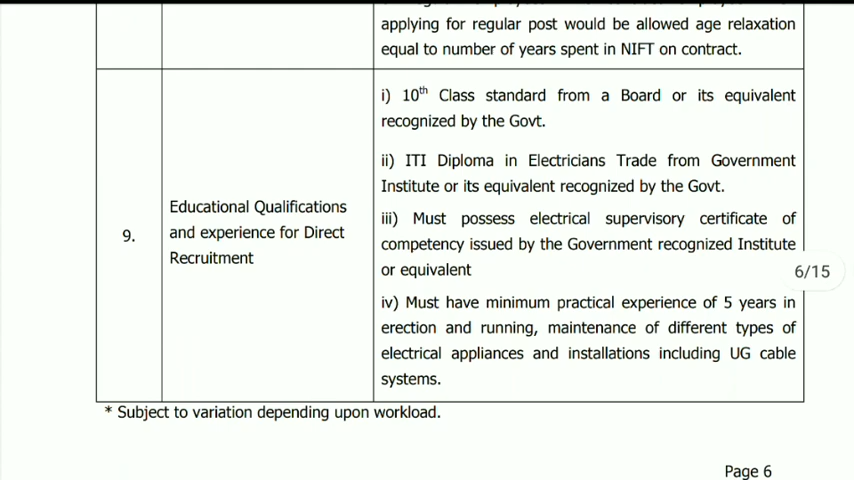 applying for regular post would be allowed age relaxation
equal to number of years spent in NIFT on contract.
9.
Educational Qualifications
and experience for Direct
Recruitment
i) 10th Class standard from a Board or its equivalent
recognized by the Govt.
ii) ITI Diploma in Electricians Trade from Government
Institute or its equivalent recognized by the Govt.
iii) Must possess electrical supervisory certificate of
competency issued by the Government recognized Institute
or equivalent
iv) Must have minimum practical experience of 5 years in
erection and running, maintenance of different types of
electrical appliances and installations including UG cable
systems.
6/15
* Subject to variation depending upon workload.
Page 6